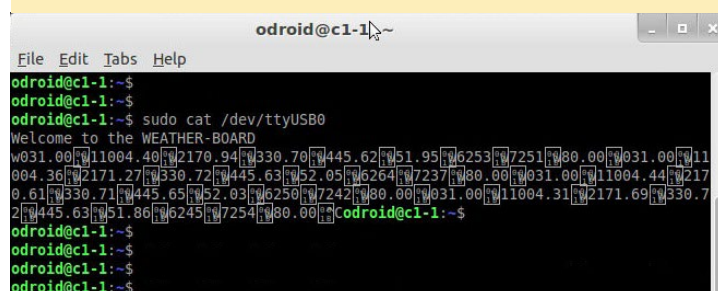 odroid@c1-1:~
File Edit Tabs Help
odroid@c1-1:~$
odroid@c1-1:~$
odroid@c1-1:~$ sudo cat /dev/ttyUSB0
Welcome to the WEATHER-BOARD
w031.00␛11004.40␛2170.94␛330.70␛445.62␛51.95␛6253␛7251␛80.00␛031.00␛11
004.36␛2171.27␛330.72␛445.63␛52.05␛6264␛7237␛80.00␛031.00␛11004.44␛217
0.61␛330.71␛445.65␛52.03␛6250␛7242␛80.00␛031.00␛11004.31␛2171.69␛330.7
2␛445.63␛51.86␛6245␛7254␛80.00␛Codroid@c1-1:~$
odroid@c1-1:~$
odroid@c1-1:~$
odroid@c1-1:~$
odroid@c1-1:~$